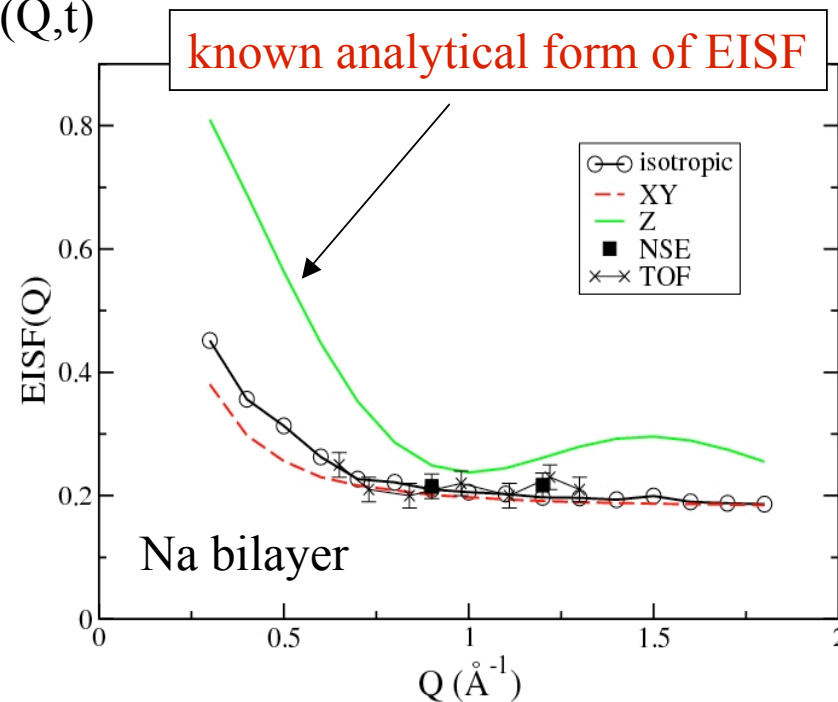 (Q,t)
known analytical form of EISF
isotropic
XY
Z
NSE
TOF
EISF(Q)
0.8
0.6
0.4
0.2
0
Na bilayer
0 0.5 1 1.5 2
Q (Å⁻¹)